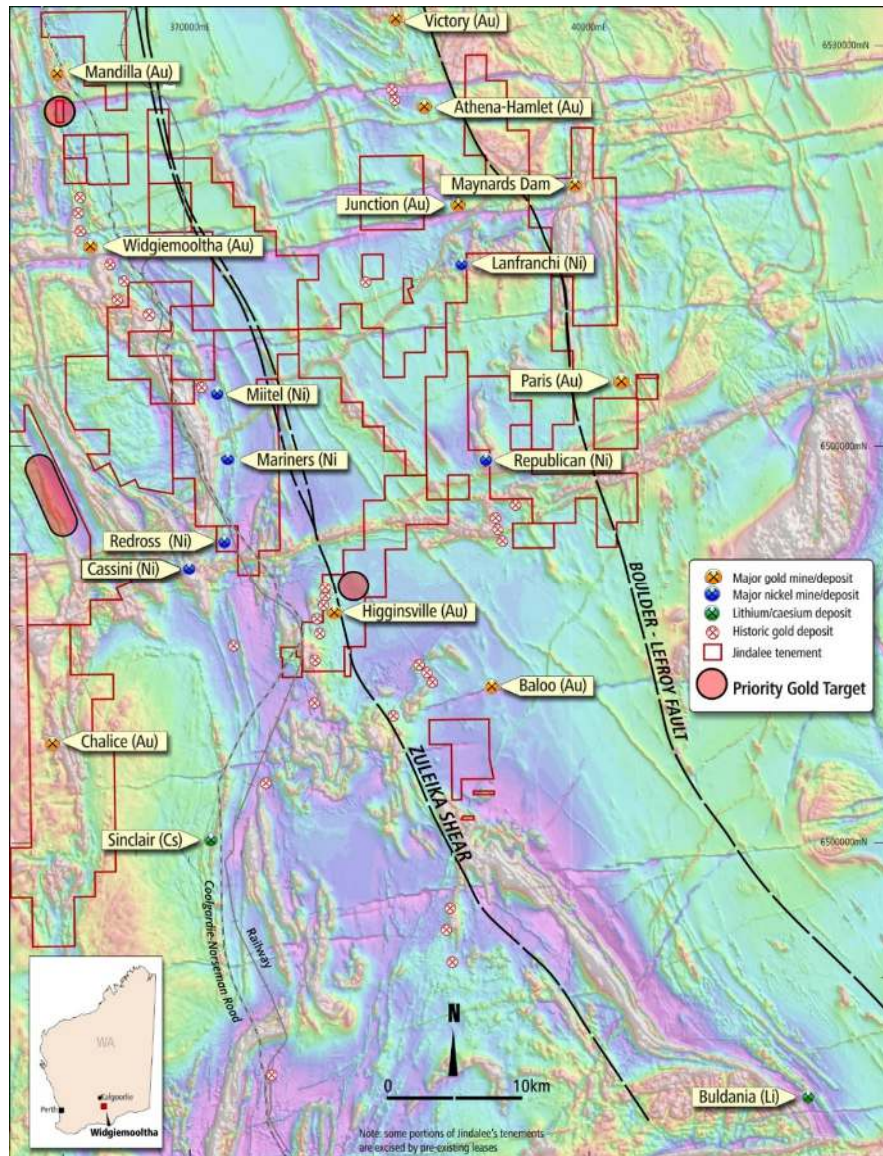 Victory (Au)
370000mE
40000mE
6530000mN
Mandilla (Au)
Athena-Hamlet (Au)
Maynards Dam
Junction (Au)
Widgiemooltha (Au)
Lanfranchi (Ni)
Paris (Au)
Miitel (Ni)
6500000mN
Mariners (Ni
Republican (Ni)
Redross (Ni)
Cassini (Ni)
Higginsville (Au)
BOULDER - LEFROY FAULT
Major gold mine/deposit
Major nickel mine/deposit
Lithium/caesium deposit
Historic gold deposit
Jindalee tenement
Priority Gold Target
Baloo (Au)
Chalice (Au)
ZULEIKA SHEAR
Sinclair (Cs)
6500000mN
Coolgardie-Norseman Road
Railway
WA
Kalgoorlie
Perth
Widgiemooltha
N
0 10km
Buldania (Li)
Note: some portions of Jindalee's tenements
are excised by pre-existing leases